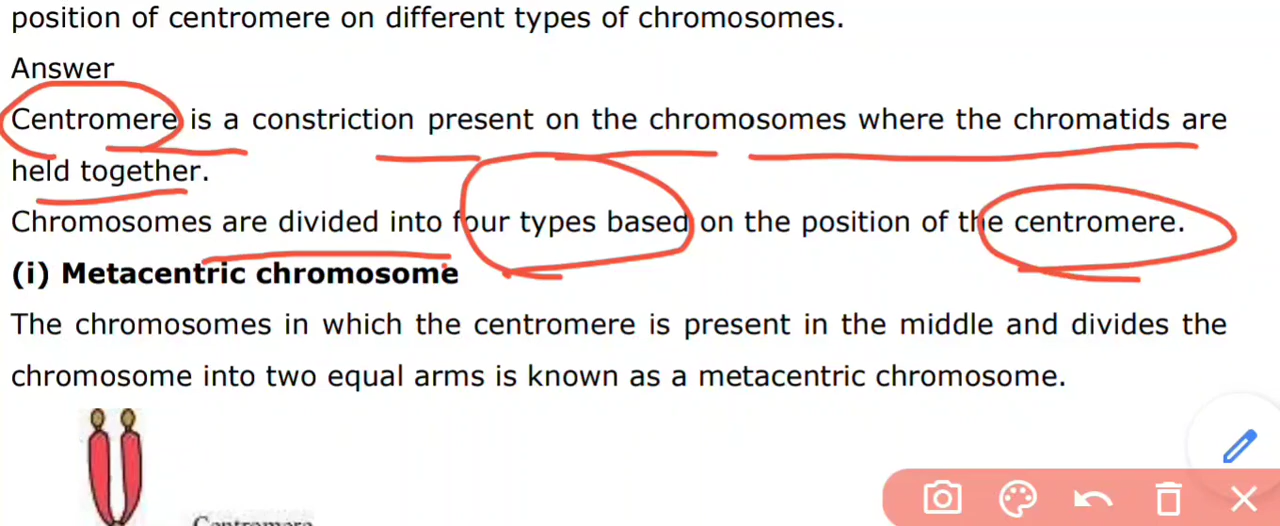 position of centromere on different types of chromosomes.
Answer
Centromere is a constriction present on the chromosomes where the chromatids are
held together.
Chromosomes are divided into four types based on the position of the centromere.
(i) Metacentric chromosome
The chromosomes in which the centromere is present in the middle and divides the
chromosome into two equal arms is known as a metacentric chromosome.
Centromere